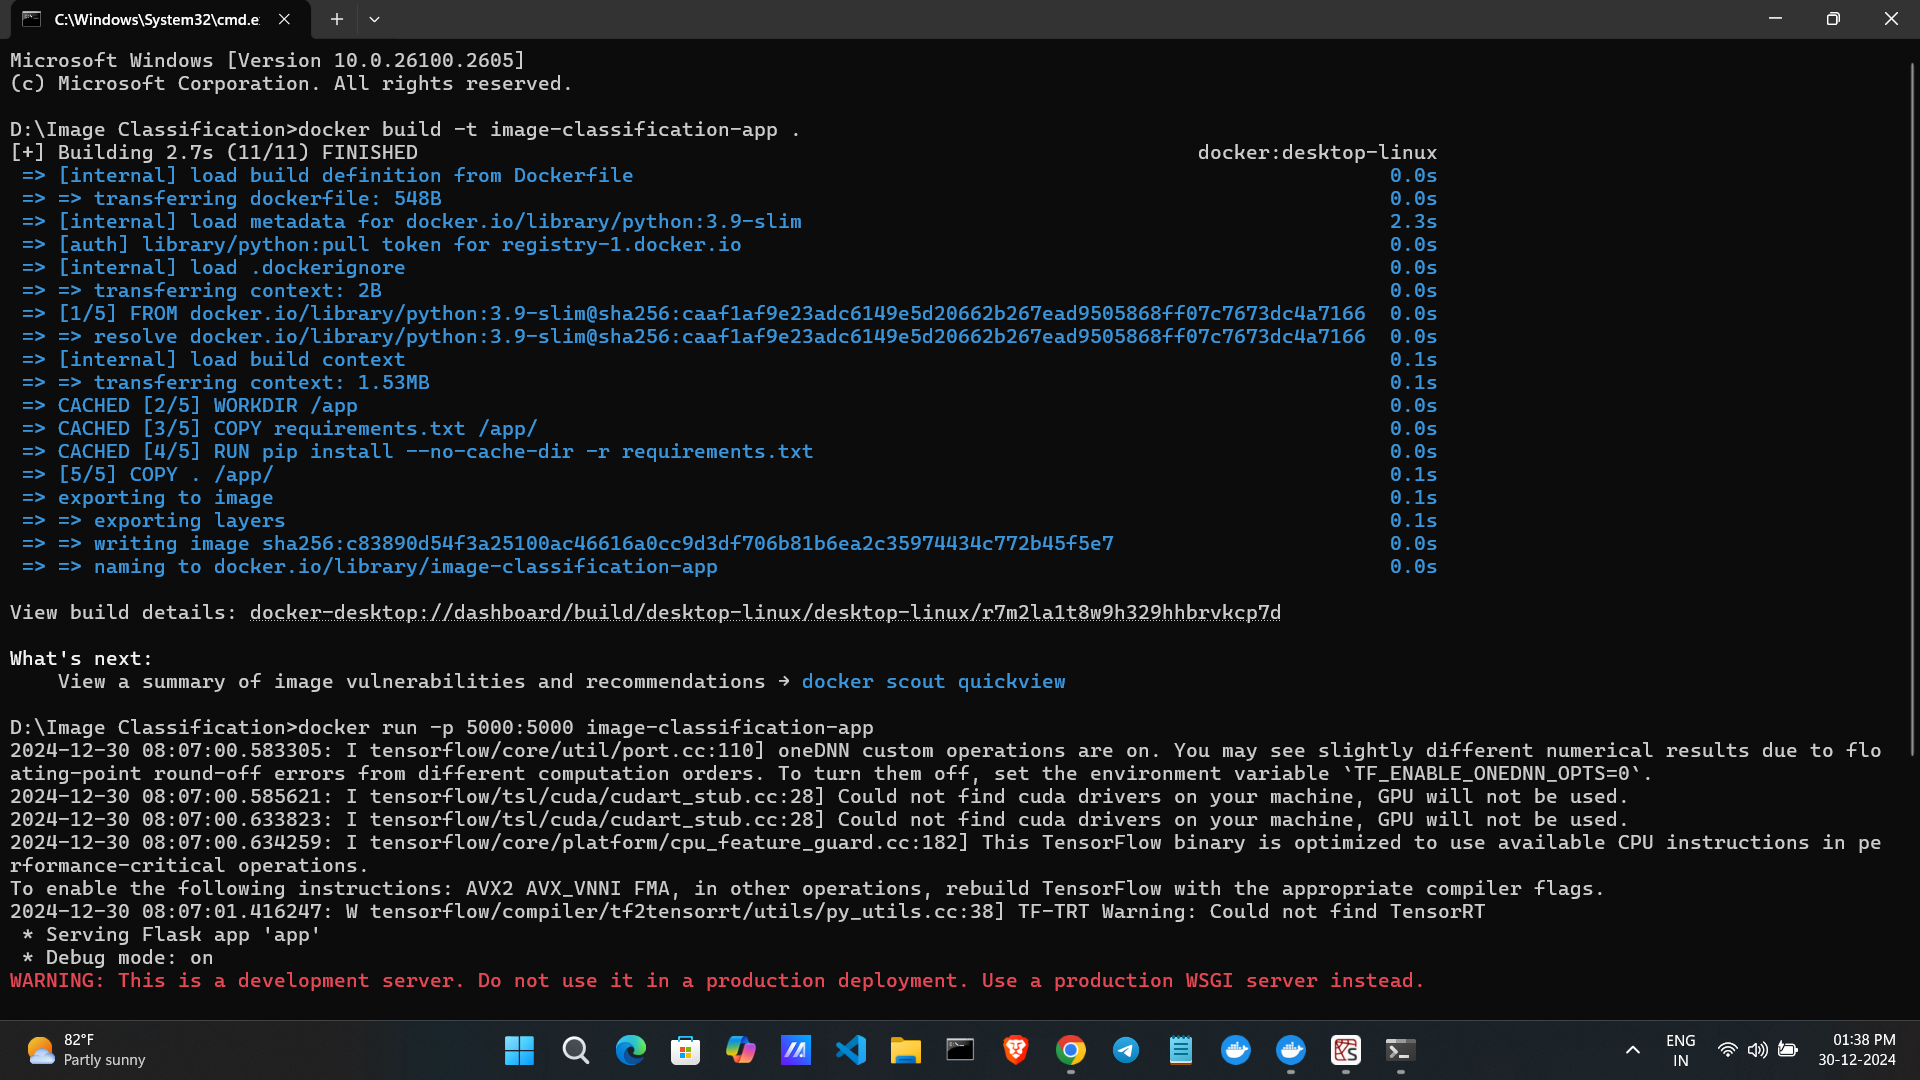 C:\Windows\System32\cmd.e
Microsoft Windows [Version 10.0.26100.2605]
(c) Microsoft Corporation. All rights reserved.
D:\Image Classification>docker build -t image-classification-app .
[+] Building 2.7s (11/11) FINISHED docker:desktop-linux
=> [internal] load build definition from Dockerfile 0.0s
=> => transferring dockerfile: 548B 0.0s
=> [internal] load metadata for docker.io/library/python:3.9-slim 2.3s
=> [auth] library/python:pull token for registry-1.docker.io 0.0s
=> [internal] load .dockerignore 0.0s
=> => transferring context: 2B 0.0s
=> [1/5] FROM docker.io/library/python:3.9-slim@sha256:caaf1af9e23adc6149e5d20662b267ead9505868ff07c7673dc4a7166 0.0s
=> => resolve docker.io/library/python:3.9-slim@sha256:caaf1af9e23adc6149e5d20662b267ead9505868ff07c7673dc4a7166 0.0s
=> [internal] load build context 0.1s
=> => transferring context: 1.53MB 0.1s
=> CACHED [2/5] WORKDIR /app 0.0s
=> CACHED [3/5] COPY requirements.txt /app/ 0.0s
=> CACHED [4/5] RUN pip install --no-cache-dir -r requirements.txt 0.0s
=> [5/5] COPY . /app/ 0.1s
=> exporting to image 0.1s
=> => exporting layers 0.1s
=> => writing image sha256:c83890d54f3a25100ac46616a0cc9d3df706b81b6ea2c35974434c772b45f5e7 0.0s
=> => naming to docker.io/library/image-classification-app 0.0s
View build details: docker-desktop://dashboard/build/desktop-linux/desktop-linux/r7m2la1t8w9h329hhbrvkcp7d
What's next:
View a summary of image vulnerabilities and recommendations → docker scout quickview
D:\Image Classification>docker run -p 5000:5000 image-classification-app
2024-12-30 08:07:00.583305: I tensorflow/core/util/port.cc:110] oneDNN custom operations are on. You may see slightly different numerical results due to flo
ating-point round-off errors from different computation orders. To turn them off, set the environment variable `TF_ENABLE_ONEDNN_OPTS=0`.
2024-12-30 08:07:00.585621: I tensorflow/tsl/cuda/cudart_stub.cc:28] Could not find cuda drivers on your machine, GPU will not be used.
2024-12-30 08:07:00.633823: I tensorflow/tsl/cuda/cudart_stub.cc:28] Could not find cuda drivers on your machine, GPU will not be used.
2024-12-30 08:07:00.634259: I tensorflow/core/platform/cpu_feature_guard.cc:182] This TensorFlow binary is optimized to use available CPU instructions in pe
rformance-critical operations.
To enable the following instructions: AVX2 AVX_VNNI FMA, in other operations, rebuild TensorFlow with the appropriate compiler flags.
2024-12-30 08:07:01.416247: W tensorflow/compiler/tf2tensorrt/utils/py_utils.cc:38] TF-TRT Warning: Could not find TensorRT
* Serving Flask app 'app'
* Debug mode: on
WARNING: This is a development server. Do not use it in a production deployment. Use a production WSGI server instead.
82°F
Partly sunny
ENG
IN
01:38 PM
30-12-2024